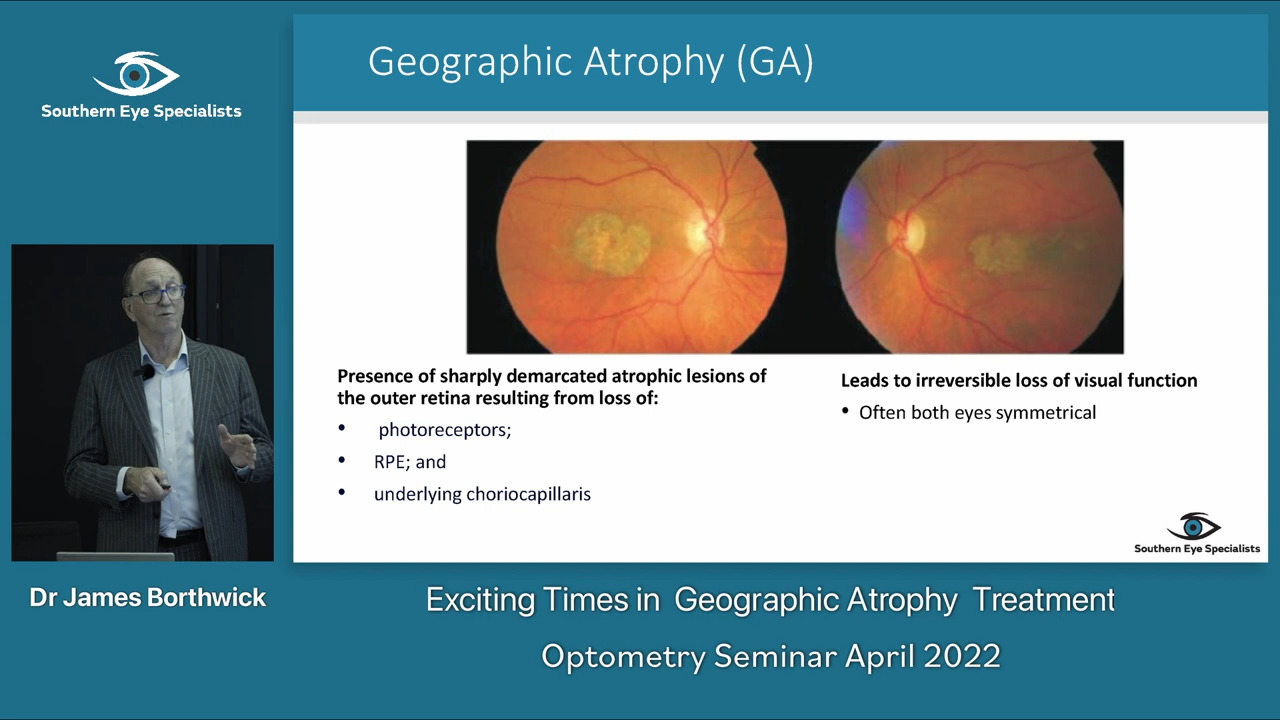 Southern Eye Specialists
Geographic Atrophy (GA)
Presence of sharply demarcated atrophic lesions of
the outer retina resulting from loss of:
• photoreceptors;
• RPE; and
• underlying choriocapillaris
Leads to irreversible loss of visual function
• Often both eyes symmetrical
Southern Eye Specialists
Dr James Borthwick
Exciting Times in Geographic Atrophy Treatment
Optometry Seminar April 2022